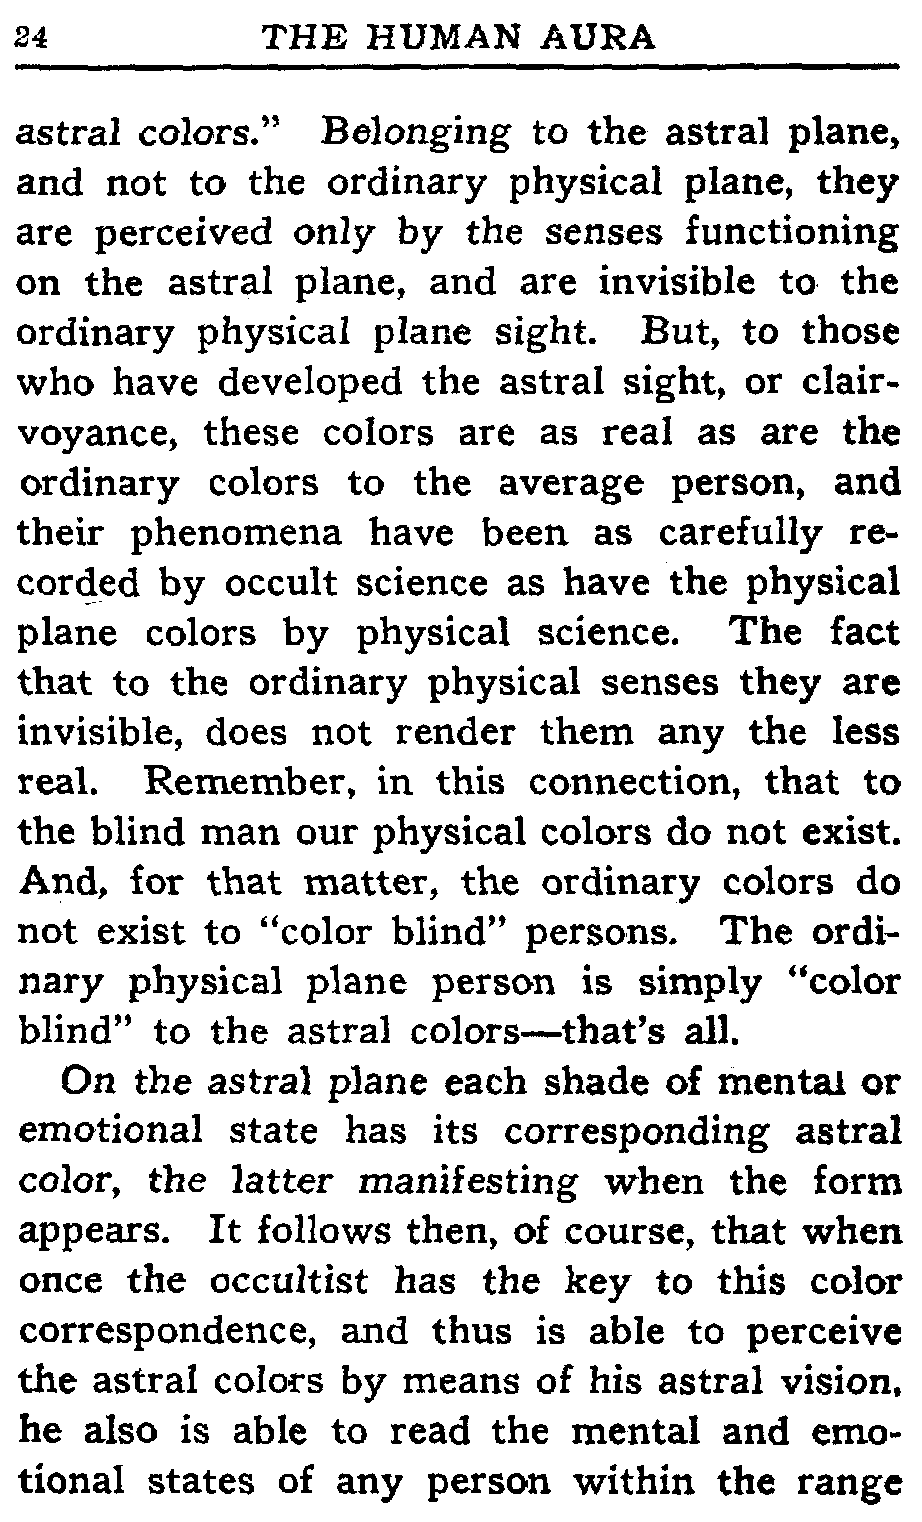 24 THE HUMAN AURA
astral colors.” Belonging to the astral plane,
and not to the ordinary physical plane, they
are perceived only by the senses functioning
on the astral plane, and are invisible to the
ordinary physical plane sight. But, to those
who have developed the astral sight, or clair-
voyance, these colors are as real as are the
ordinary colors to the average person, and
their phenomena have been as carefully re-
corded by occult science as have the physical
plane colors by physical science. The fact
that to the ordinary physical senses they are
invisible, does not render them any the less
real. Remember, in this connection, that to
the blind man our physical colors do not exist.
And, for that matter, the ordinary colors do
not exist to “color blind” persons. The ordi-
nary physical plane person is simply “color
blind” to the astral colors—that’s all.
On the astral plane each shade of mental or
emotional state has its corresponding astral
color, the latter manifesting when the form
appears. It follows then, of course, that when
once the occultist has the key to this color
correspondence, and thus is able to perceive
the astral colors by means of his astral vision,
he also is able to read the mental and emo-
tional states of any person within the range